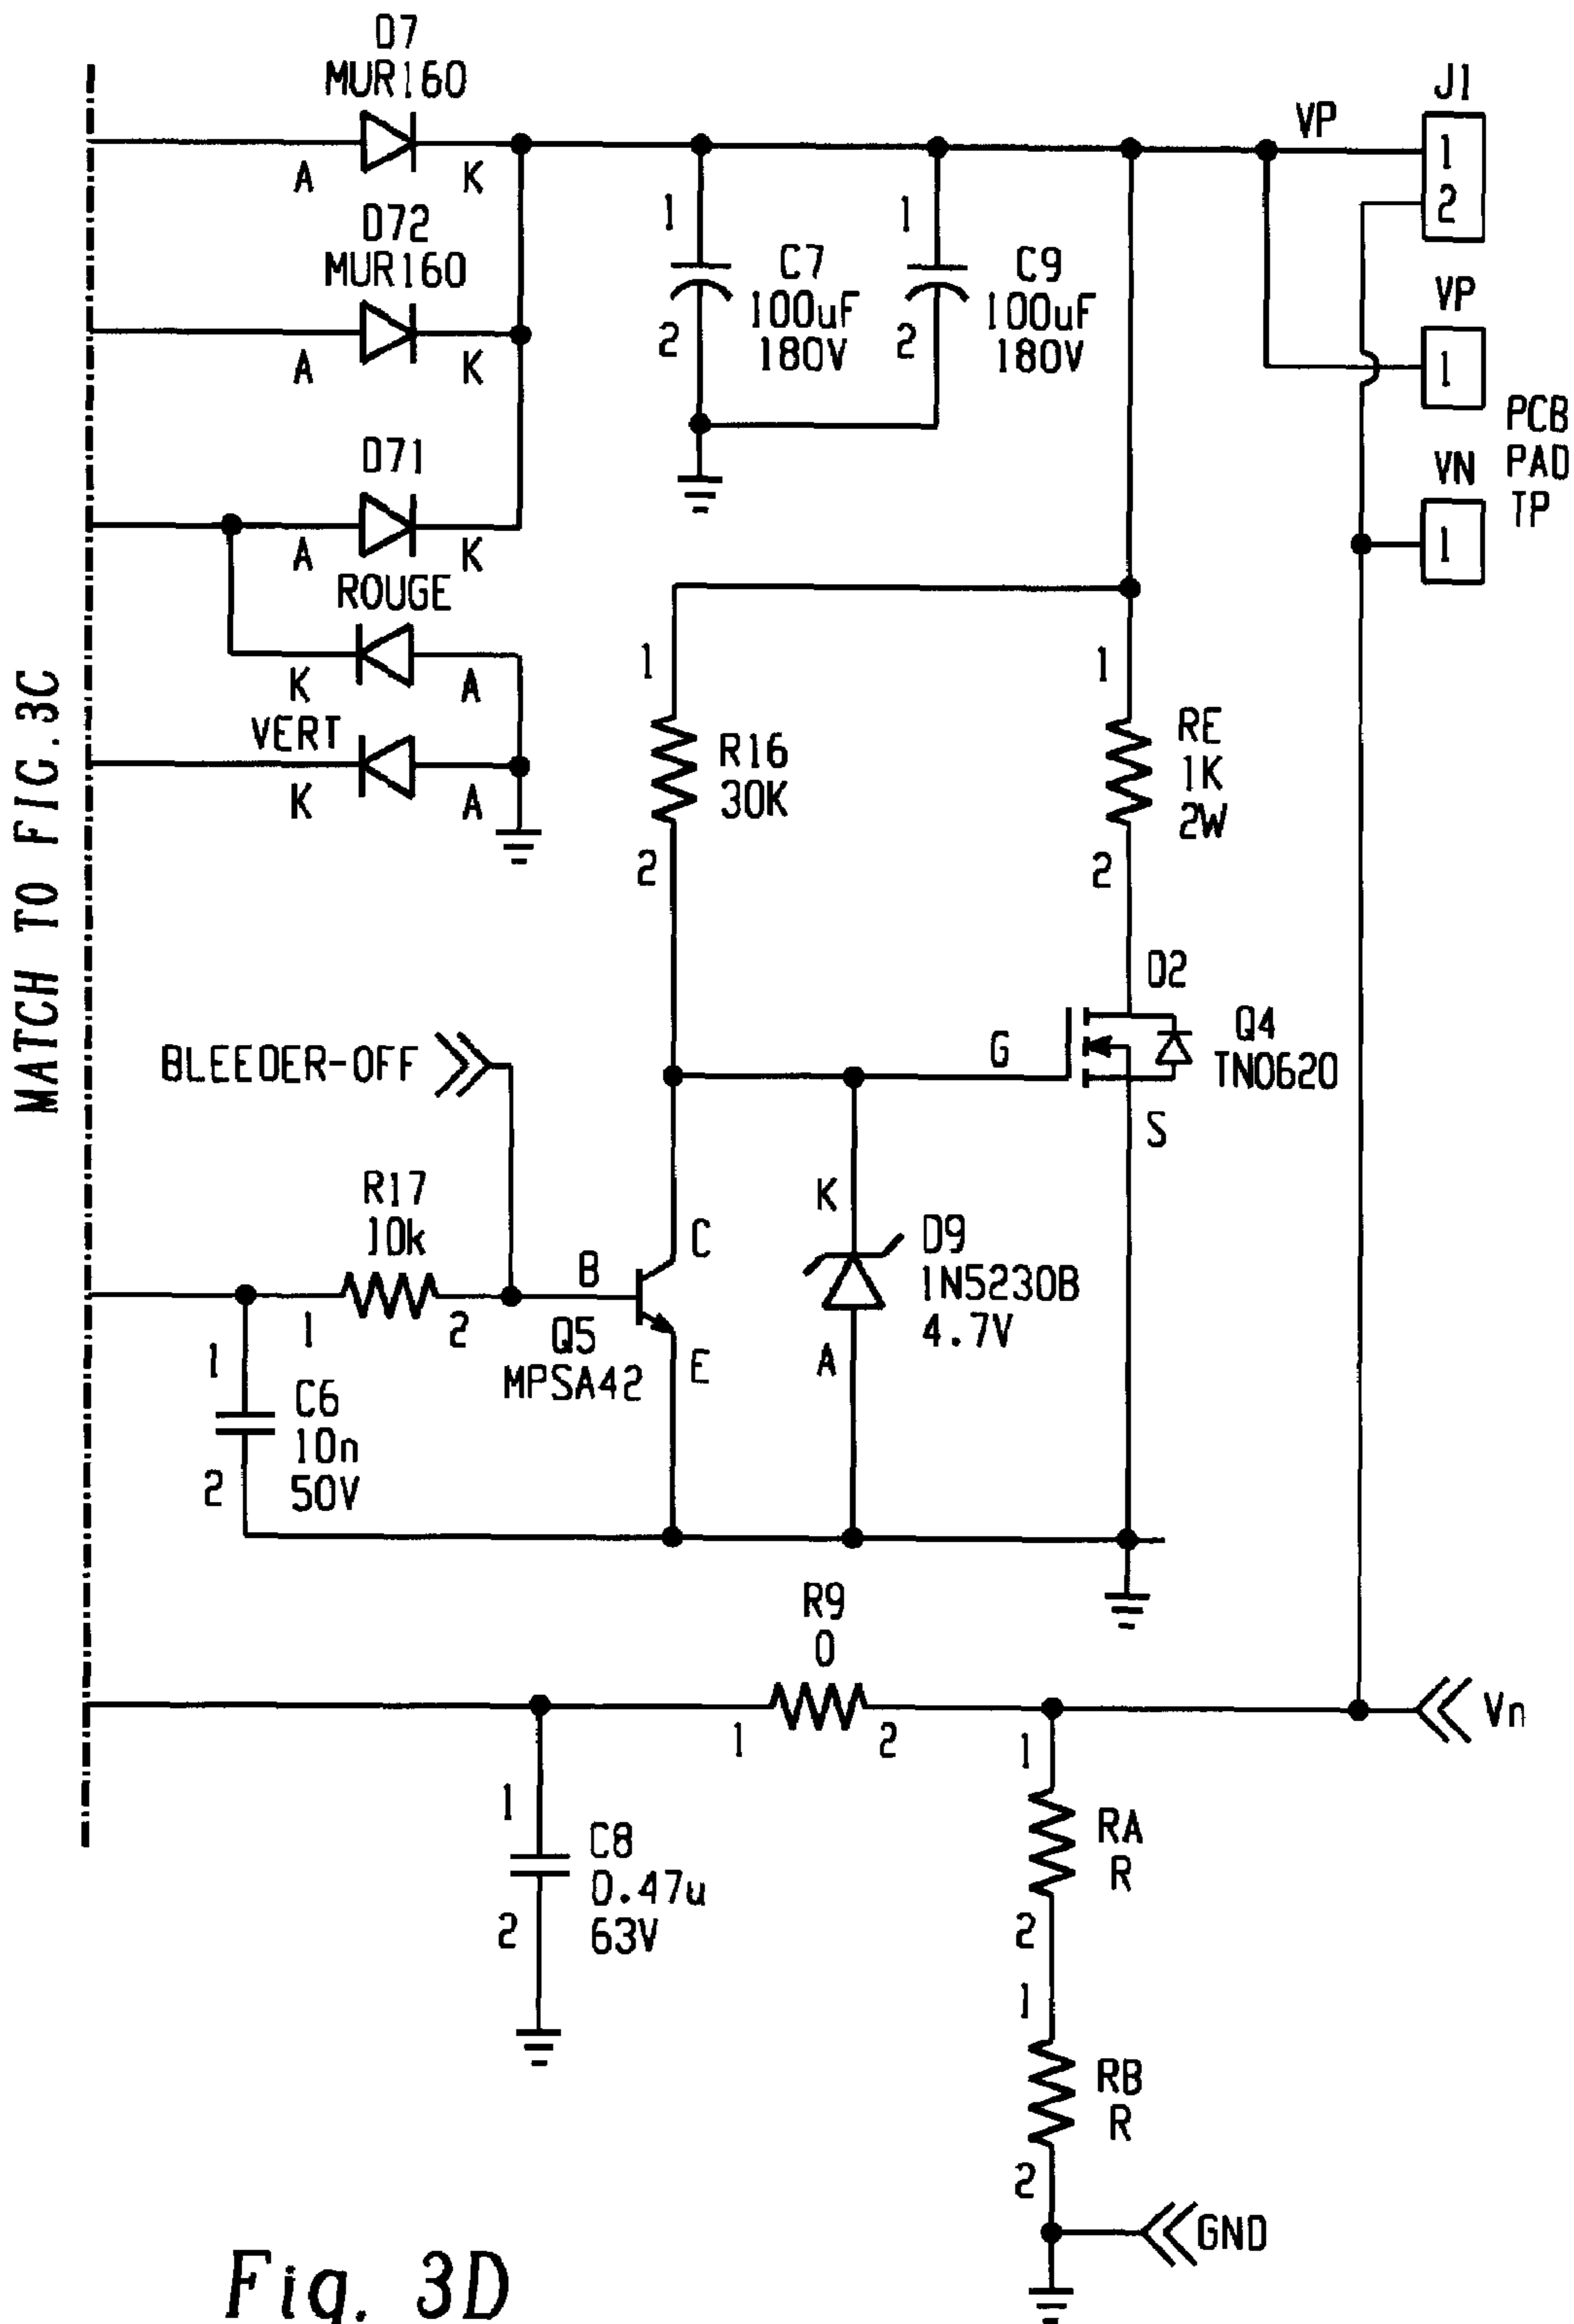 D7
MUR160
A
K
D72
MUR160
A
K
D71
A
K
ROUGE
K
A
VERT
K
A
1
C7
100uF
180V
2
1
C9
100uF
180V
2
VP
J1
1
2
VP
1
PCB
PAD
TP
VN
1
MATCH TO FIG.3C
1
R16
30K
2
1
RE
1K
2W
2
D2
G
Q4
TN0620
S
BLEEDER-OFF
R17
10k
1
2
B
C
Q5
MPSA42
E
K
D9
1N5230B
4.7V
A
1
C6
10n
50V
2
R9
0
1
2
Vn
1
C8
0.47u
63V
2
1
RA
R
2
1
RB
R
2
GND
Fig. 3D